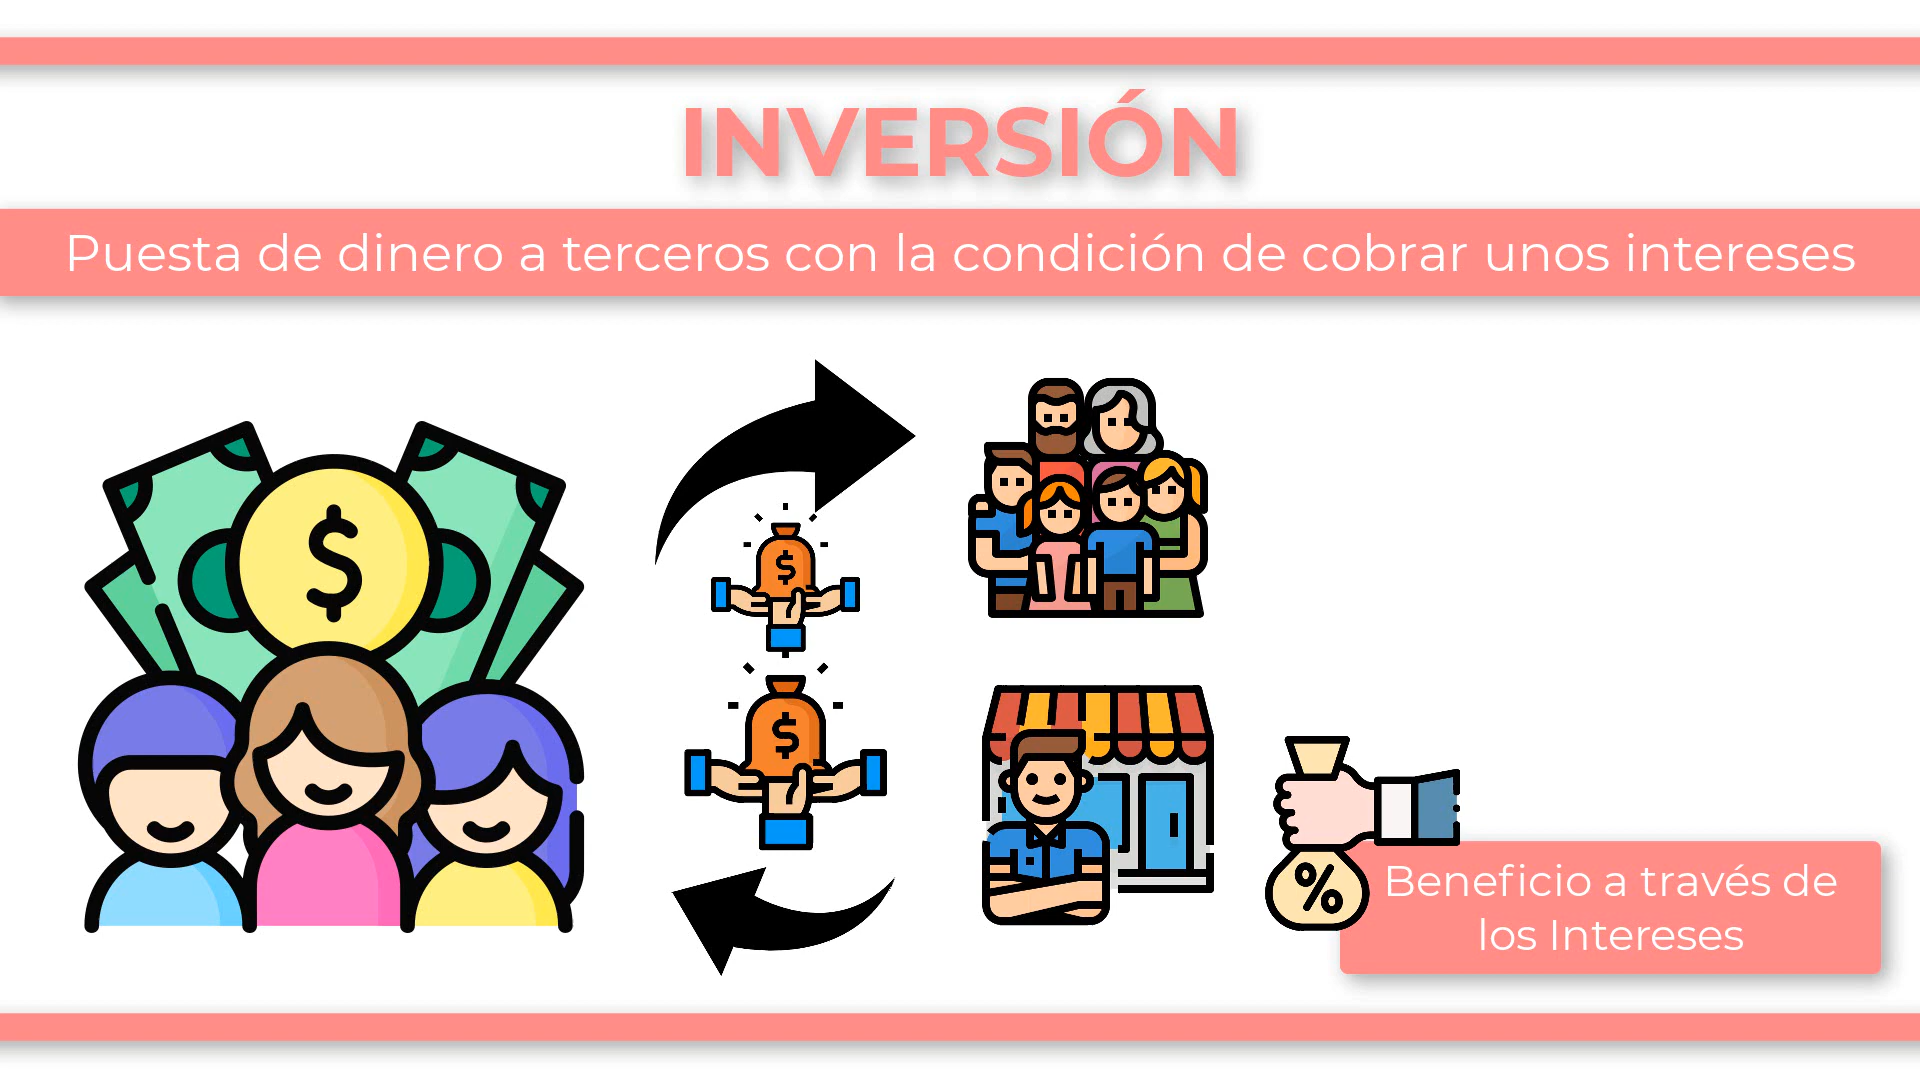 INVERSIÓN
Puesta de dinero a terceros con la condición de cobrar unos intereses
$
$
$
%
Beneficio a través de
los Intereses